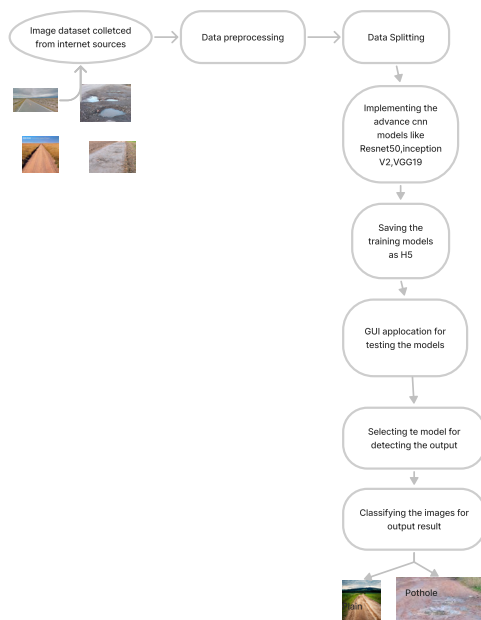 Image dataset colletced
from internet sources
Data preprocessing
Data Splitting
Implementing the
advance cnn
models like
Resnet50,inception
V2,VGG19
Saving the
training models
as H5
GUI applocation for
testing the models
Selecting te model for
detecting the output
Classifying the images for
output result
Pothole